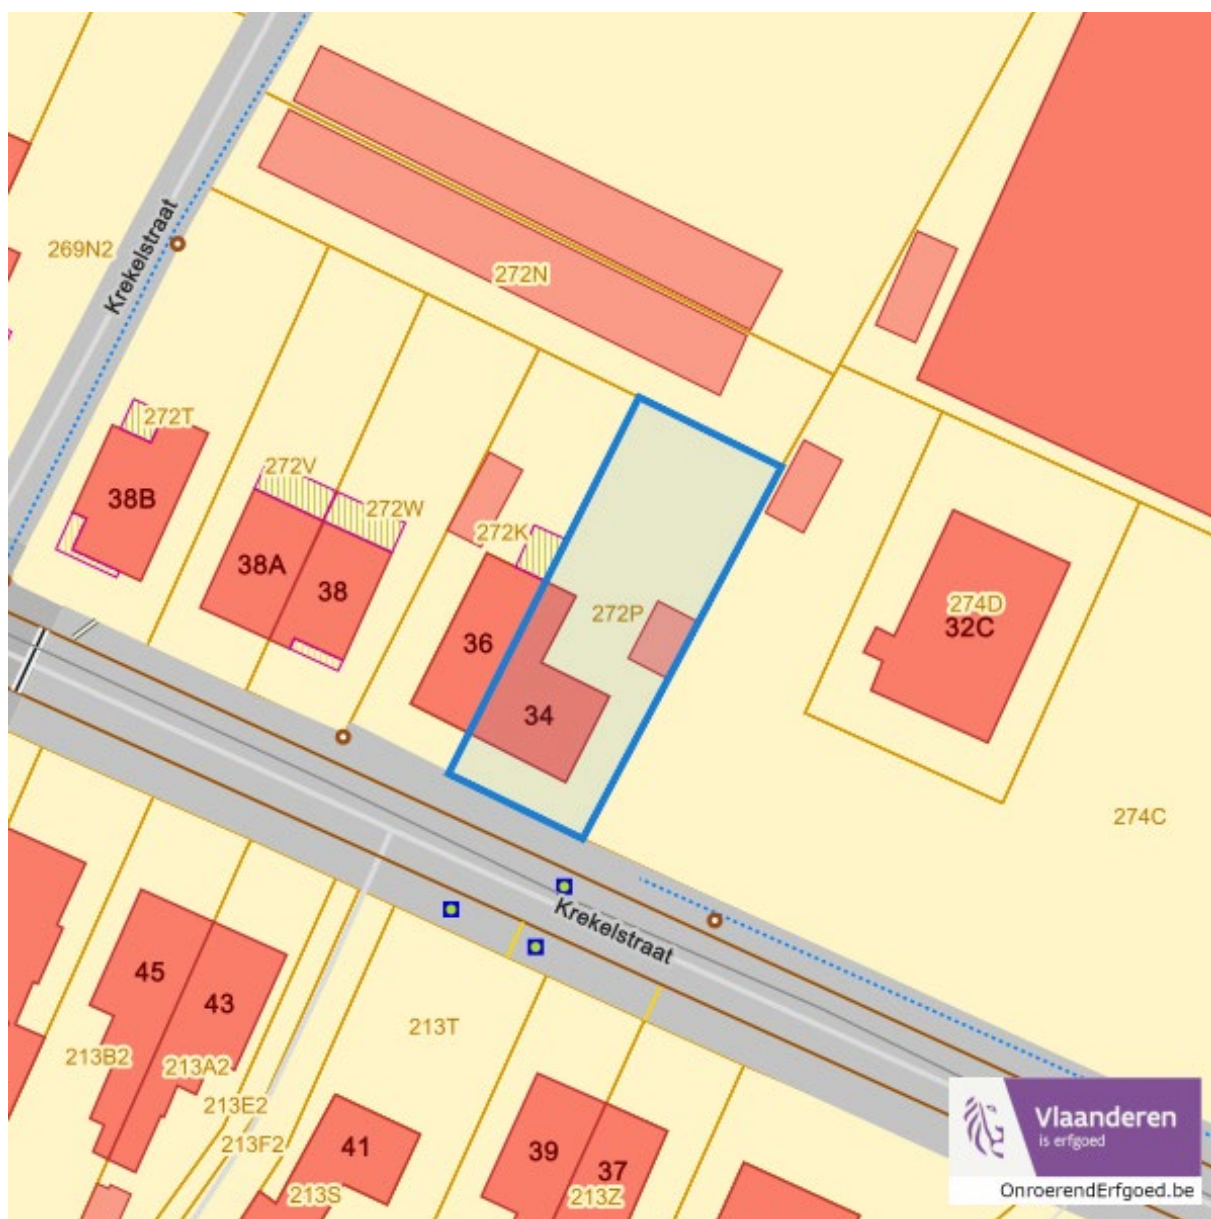 Krekelstraat
269N2
272N
272T
38B
272V
272W
38A
38
272K
36
272P
34
274D
32C
274C
Krekelstraat
45
43
213T
213B2
213A2
213E2
213F2
41
39
37
213S
213Z
Vlaanderen
is erfgoed
OnroerendErfgoed.be